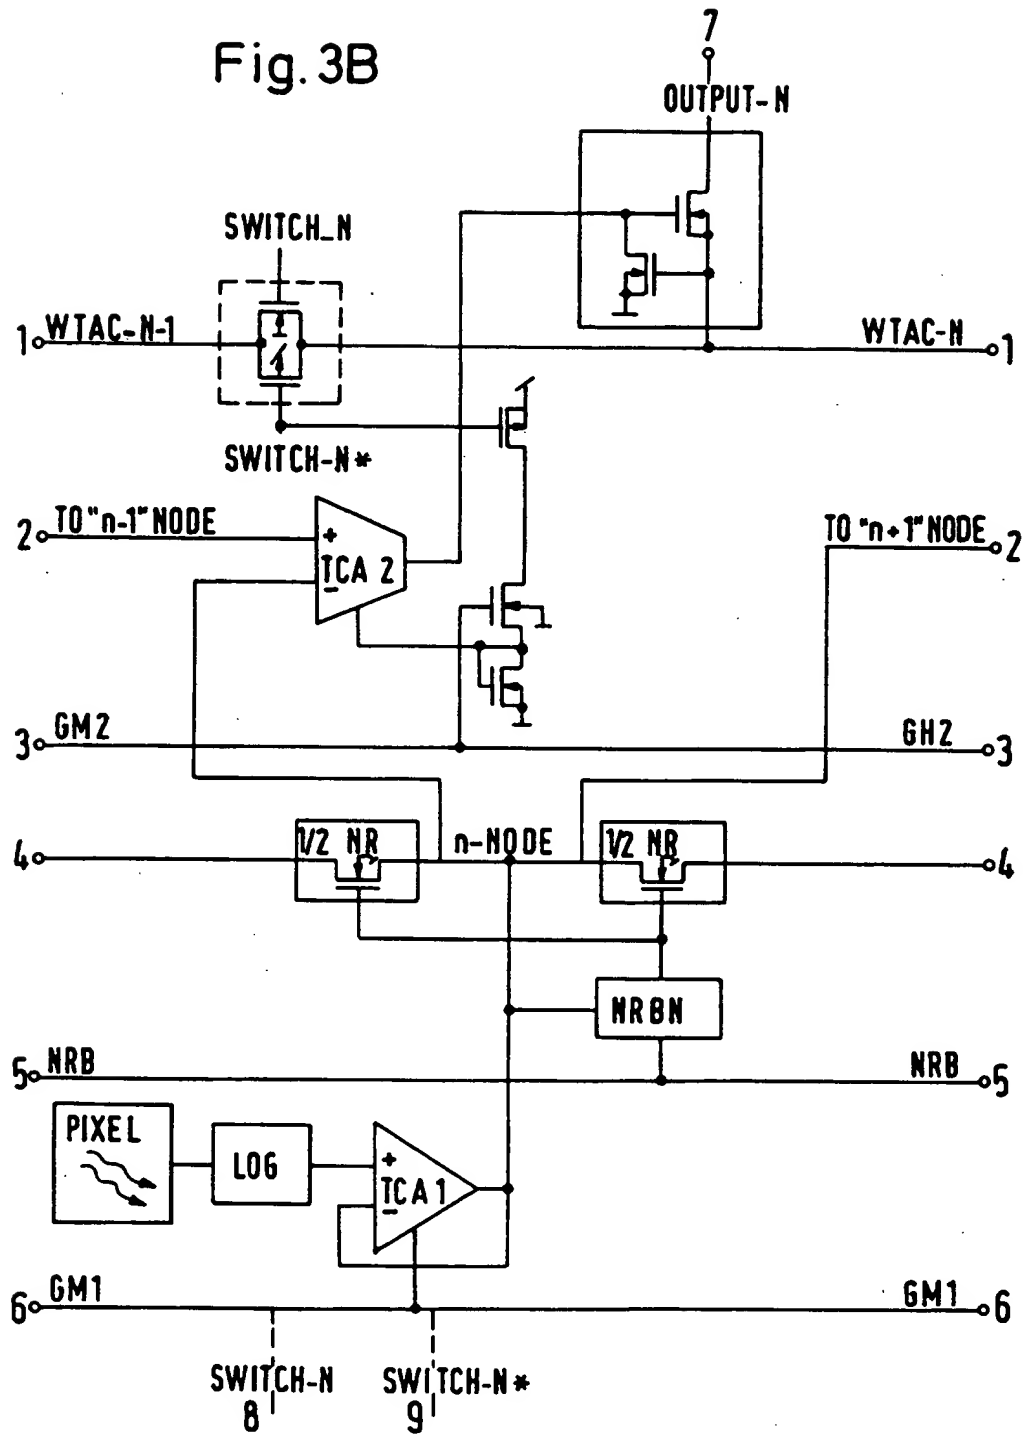 Fig. 3B
7
OUTPUT-N
SWITCH_N
1 WTAC-N-1
WTAC-N 1
SWITCH-N*
2 TO "n-1" NODE
TO "n+1" NODE 2
+
TCA 2
-
3 GM2
GH2 3
4 1/2 NR
n-NODE
1/2 NR 4
NRBN
5 NRB
NRB 5
PIXEL
LOG
+
TCA 1
-
6 GM1
GM1 6
SWITCH-N
8
SWITCH-N*
9